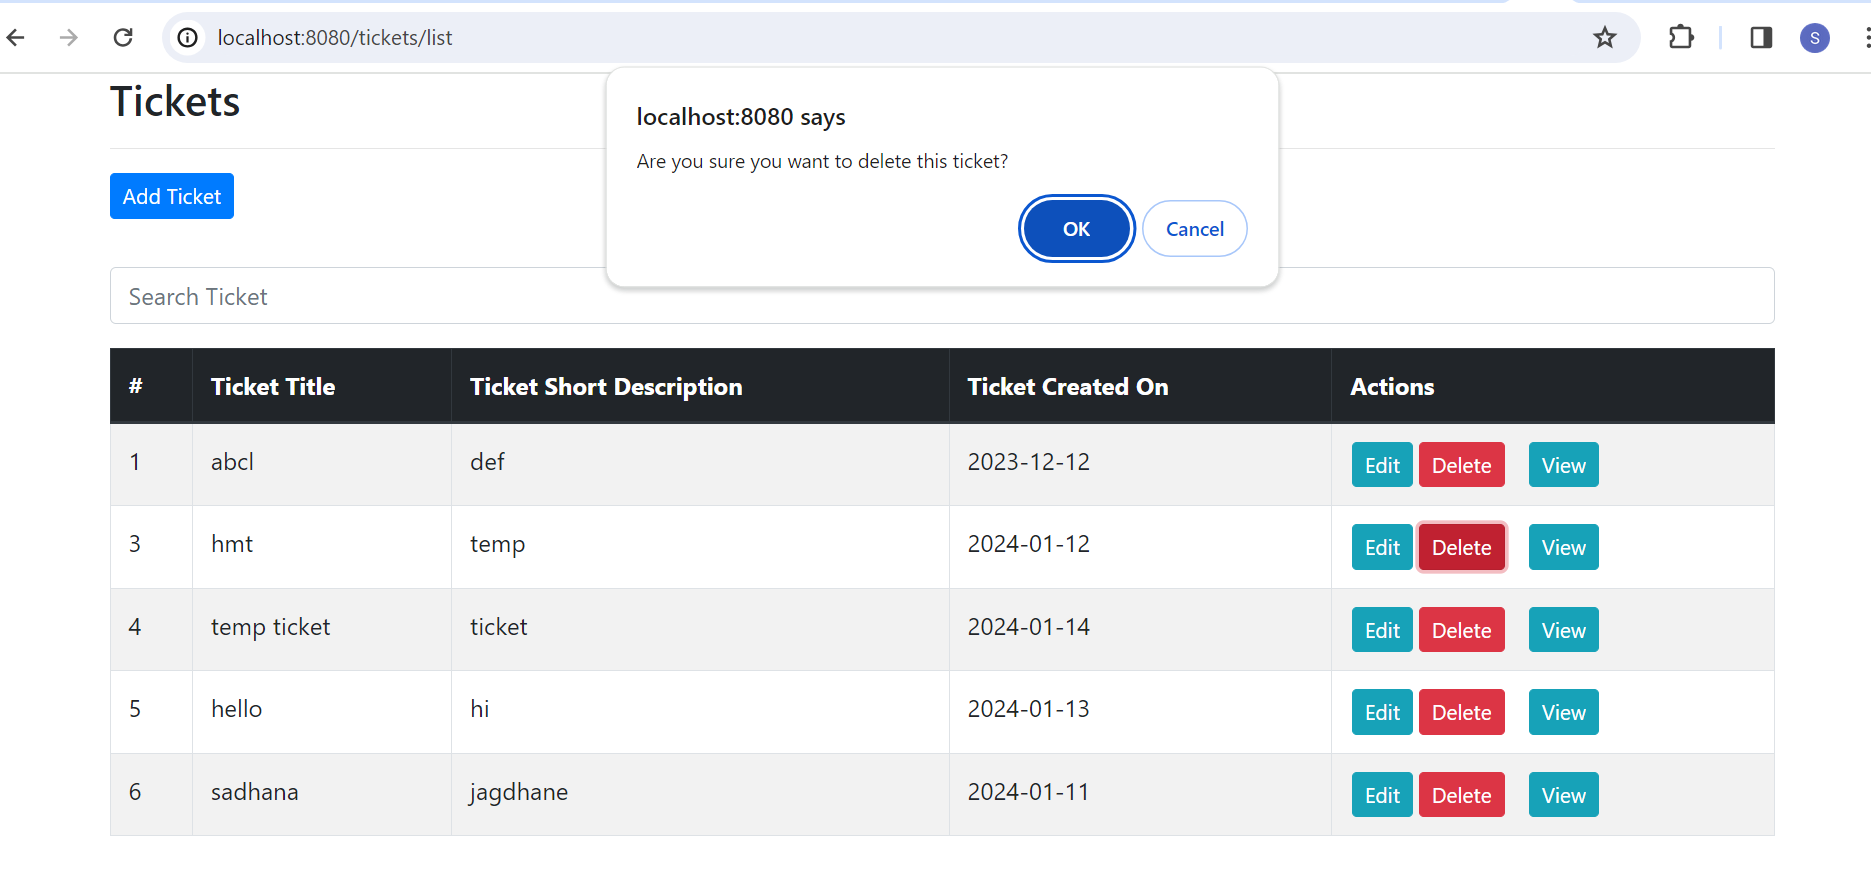 localhost:8080/tickets/list
S
Tickets
localhost:8080 says
Are you sure you want to delete this ticket?
OK Cancel
Add Ticket
Search Ticket
# Ticket Title Ticket Short Description Ticket Created On Actions
1 abcl def 2023-12-12 Edit Delete View
3 hmt temp 2024-01-12 Edit Delete View
4 temp ticket ticket 2024-01-14 Edit Delete View
5 hello hi 2024-01-13 Edit Delete View
6 sadhana jagdhane 2024-01-11 Edit Delete View